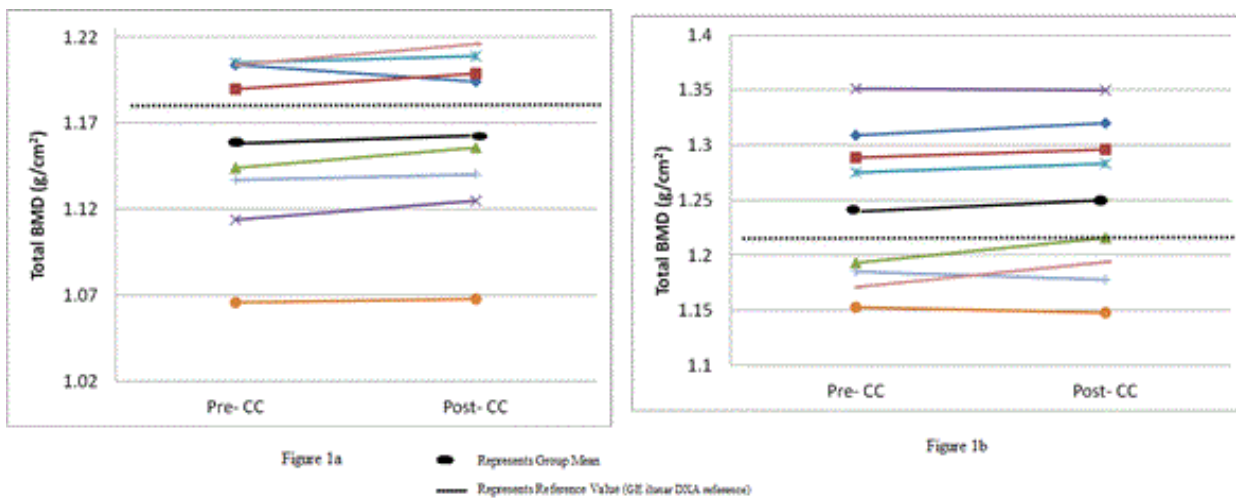 1.22
1.17
1.12
1.07
1.02
Total BMD (g/cm²)
Pre- CC
Post- CC
Figure 1a
1.4
1.35
1.3
1.25
1.2
1.15
1.1
Total BMD (g/cm²)
Pre- CC
Post- CC
Figure 1b
Represents Group Mean
Represents Reference Value (GE DXA reference)